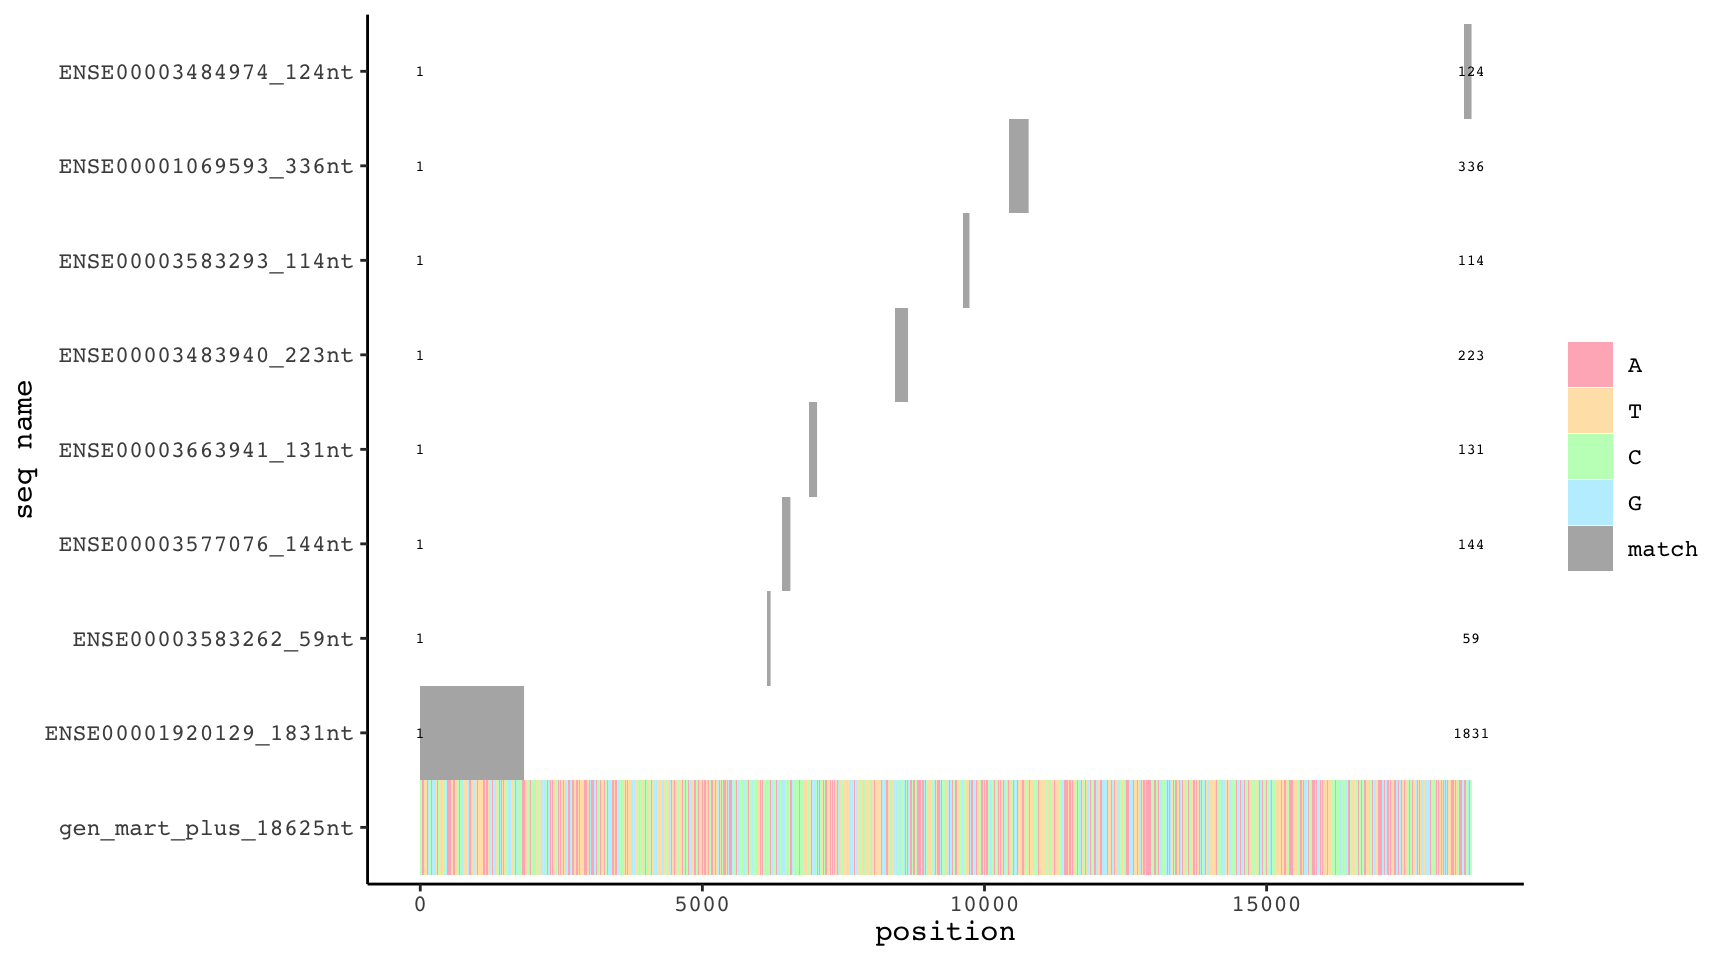 ENSE00003484974_124nt 1 124
ENSE00001069593_336nt 1 336
ENSE00003583293_114nt 1 114
ENSE00003483940_223nt 1 223
ENSE00003663941_131nt 1 131
ENSE00003577076_144nt 1 144
ENSE00003583262_59nt 1 59
ENSE00001920129_1831nt 1 1831
gen_mart_plus_18625nt
seq name
0 5000 10000 15000
position
A
T
C
G
match